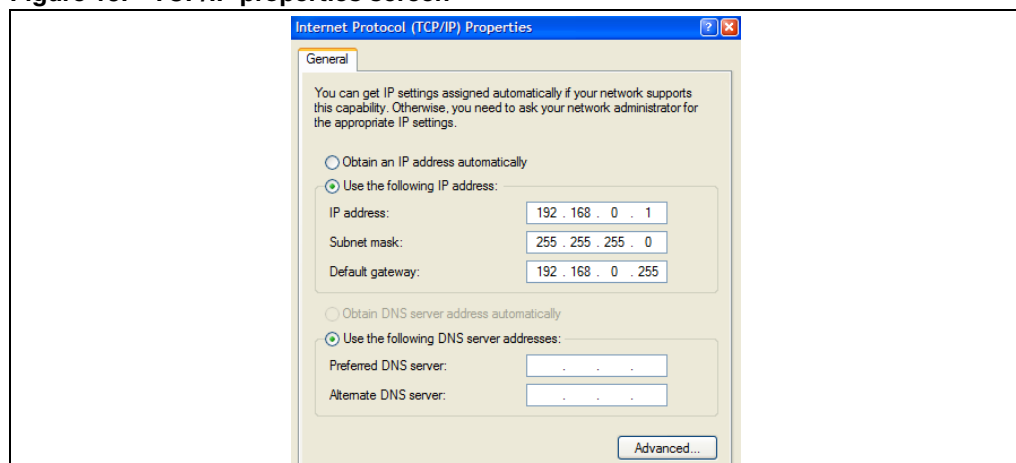 Internet Protocol (TCP/IP) Properties
General
You can get IP settings assigned automatically if your network supports
this capability. Otherwise, you need to ask your network administrator for
the appropriate IP settings.
Obtain an IP address automatically
Use the following IP address:
IP address: 192 . 168 . 0 . 1
Subnet mask: 255 . 255 . 255 . 0
Default gateway: 192 . 168 . 0 . 255
Obtain DNS server address automatically
Use the following DNS server addresses:
Preferred DNS server: . . .
Alternate DNS server: . . .
Advanced...